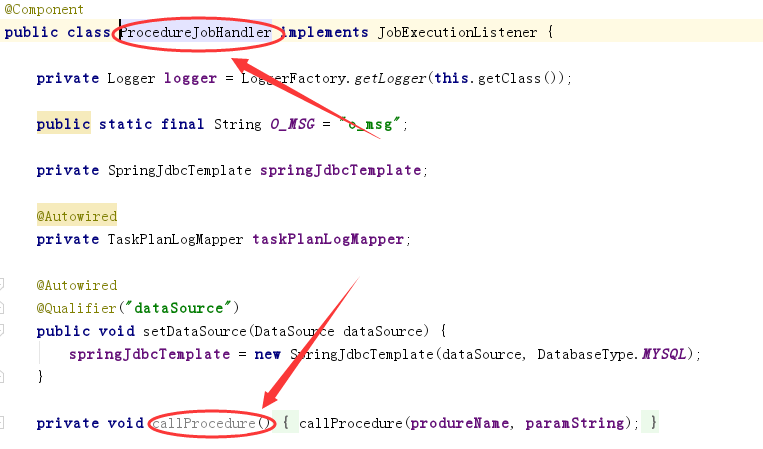 @Component
public class ProcedureJobHandler implements JobExecutionListener {
private Logger logger = LoggerFactory.getLogger(this.getClass());
public static final String O_MSG = "o_msg";
private SpringJdbcTemplate springJdbcTemplate;
@Autowired
private TaskPlanLogMapper taskPlanLogMapper;
@Autowired
@Qualifier("dataSource")
public void setDataSource(DataSource dataSource) {
springJdbcTemplate = new SpringJdbcTemplate(dataSource, DatabaseType.MYSQL);
}
private void callProcedure() { callProcedure(produreName, paramString); }